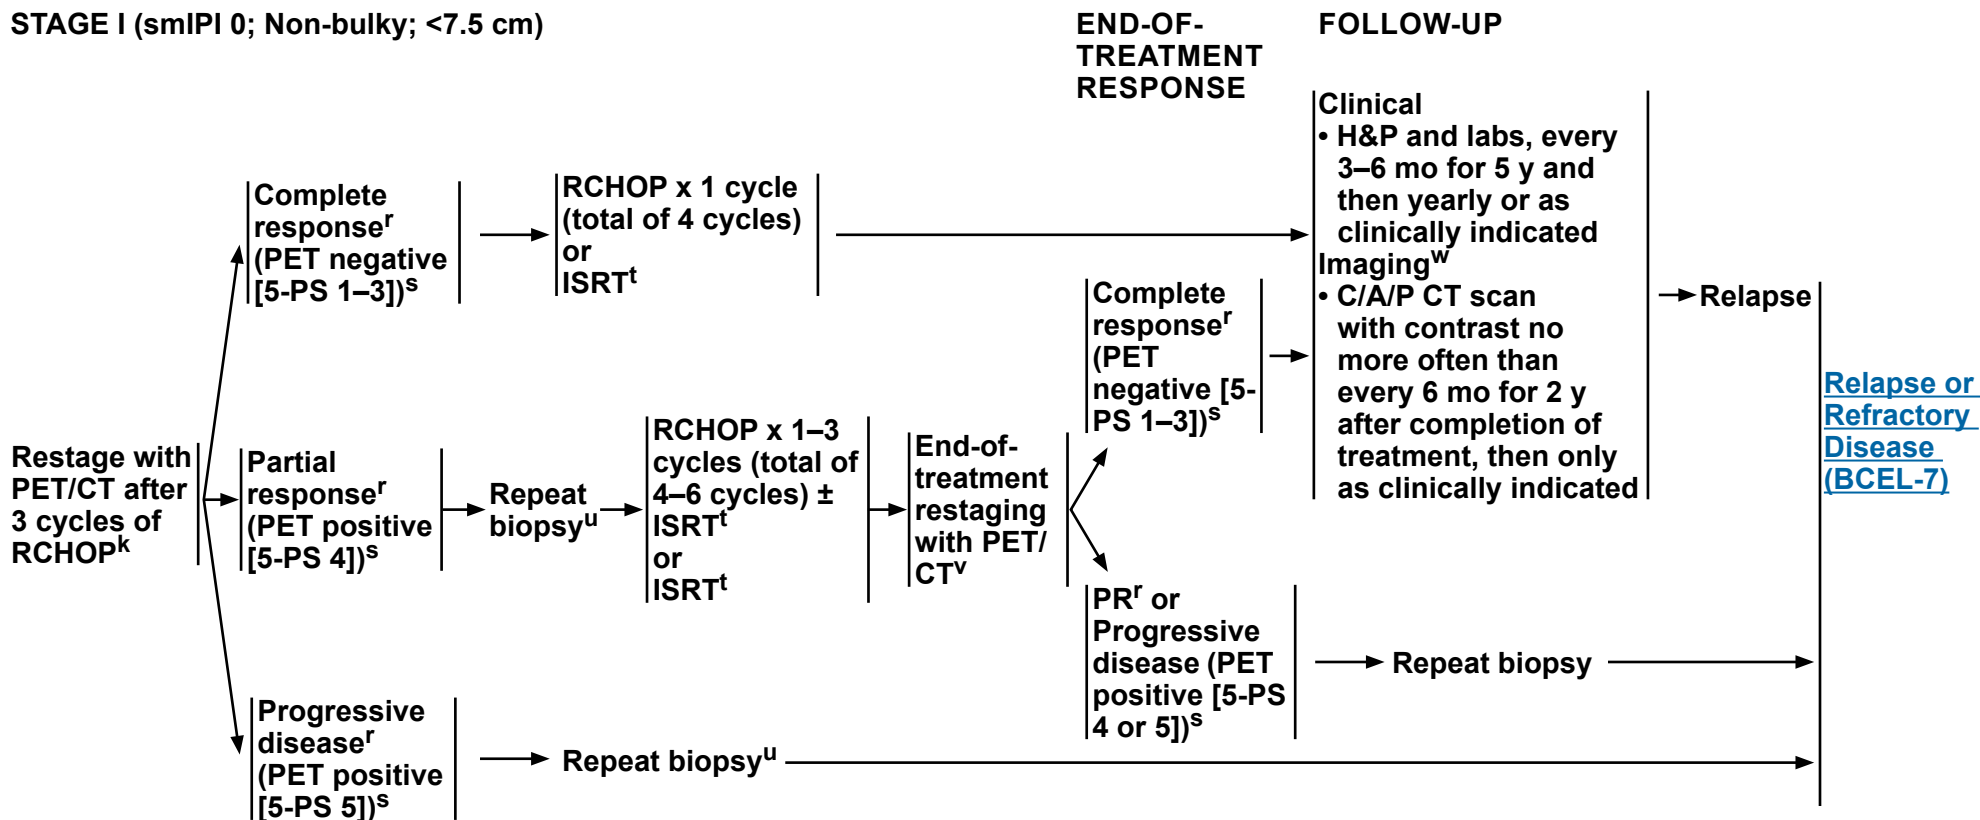 STAGE I (smIPI 0; Non-bulky; <7.5 cm)
END-OF-
TREATMENT
RESPONSE
FOLLOW-UP
Restage with
PET/CT after
3 cycles of
RCHOPk
Complete
responser
(PET negative
[5-PS 1–3])s
RCHOP x 1 cycle
(total of 4 cycles)
or
ISRTt
Partial
responser
(PET positive
[5-PS 4])s
Repeat
biopsyu
RCHOP x 1–3
cycles (total of
4–6 cycles) ±
ISRTt
or
ISRTt
End-of-
treatment
restaging
with PET/
CTv
Complete
responser
(PET
negative [5-
PS 1–3])s
PRr or
Progressive
disease (PET
positive [5-PS
4 or 5])s
Repeat biopsy
Progressive
diseaser
(PET positive
[5-PS 5])s
Repeat biopsyu
Clinical
• H&P and labs, every
3–6 mo for 5 y and
then yearly or as
clinically indicated
Imagingw
• C/A/P CT scan
with contrast no
more often than
every 6 mo for 2 y
after completion of
treatment, then only
as clinically indicated
Relapse
Relapse or
Refractory
Disease
(BCEL-7)